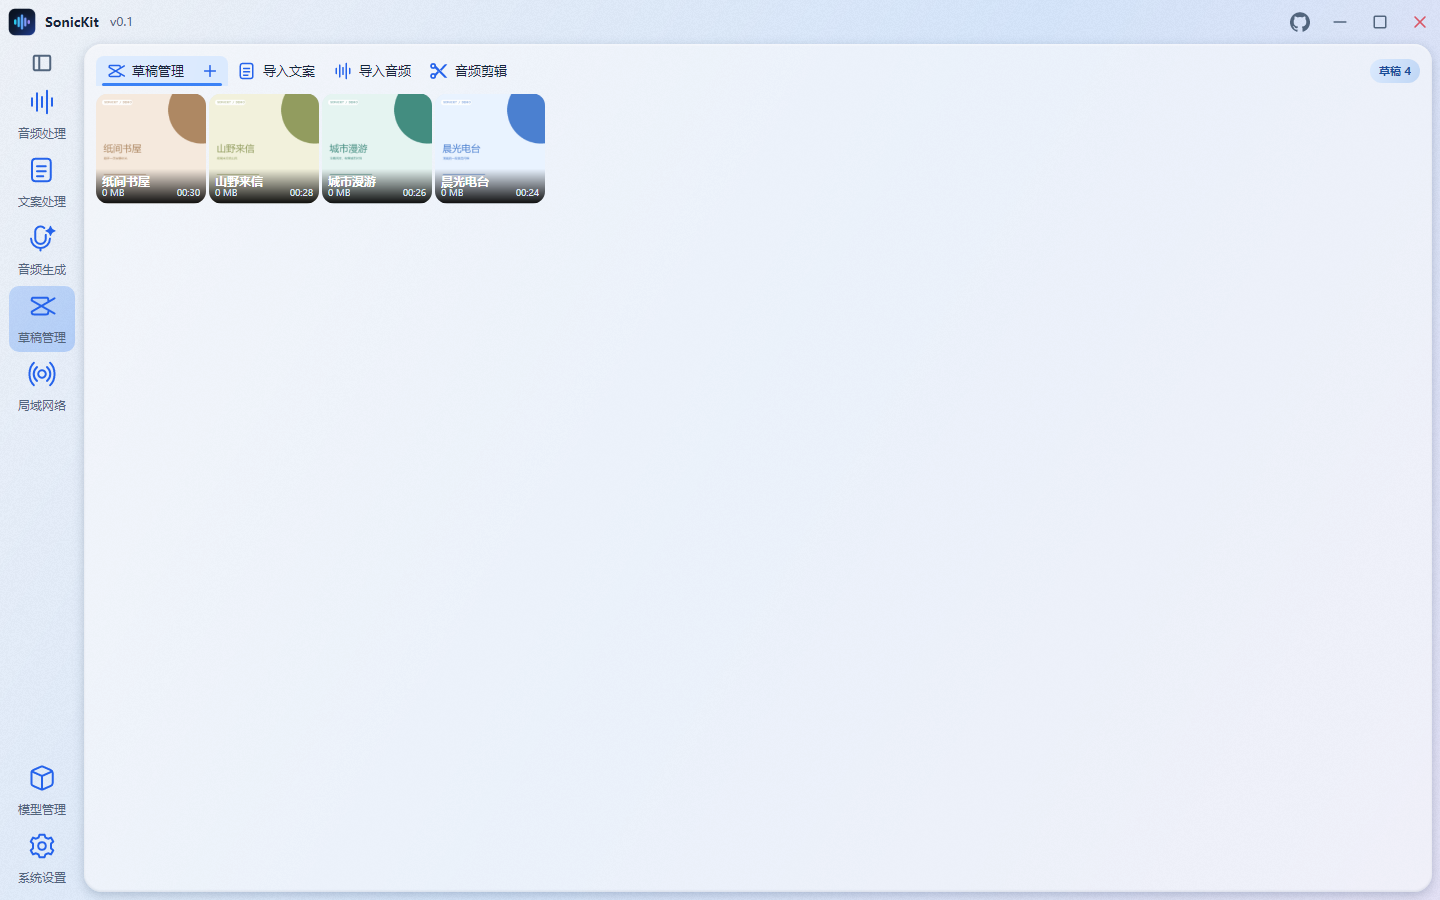 SonicKit v0.1
草稿管理
导入文案
导入音频
音频剪辑
草稿 4
音频处理
文案处理
音频生成
草稿管理
局域网络
模型管理
系统设置
纸间书屋
纸间书屋
0 MB 00:30
山野来信
山野来信
0 MB 00:28
城市漫游
城市漫游
0 MB 00:26
晨光电台
晨光电台
0 MB 00:24